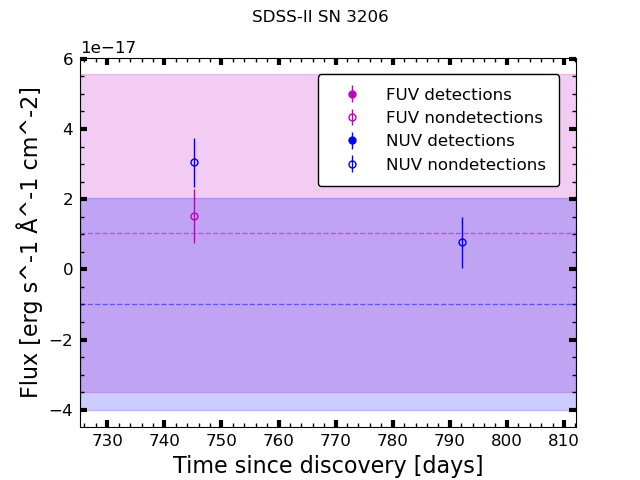 SDSS-II SN 3206
1e−17
6
4
2
0
−2
−4
Flux [erg s^-1 Å^-1 cm^-2]
FUV detections
FUV nondetections
NUV detections
NUV nondetections
730 740 750 760 770 780 790 800 810
Time since discovery [days]